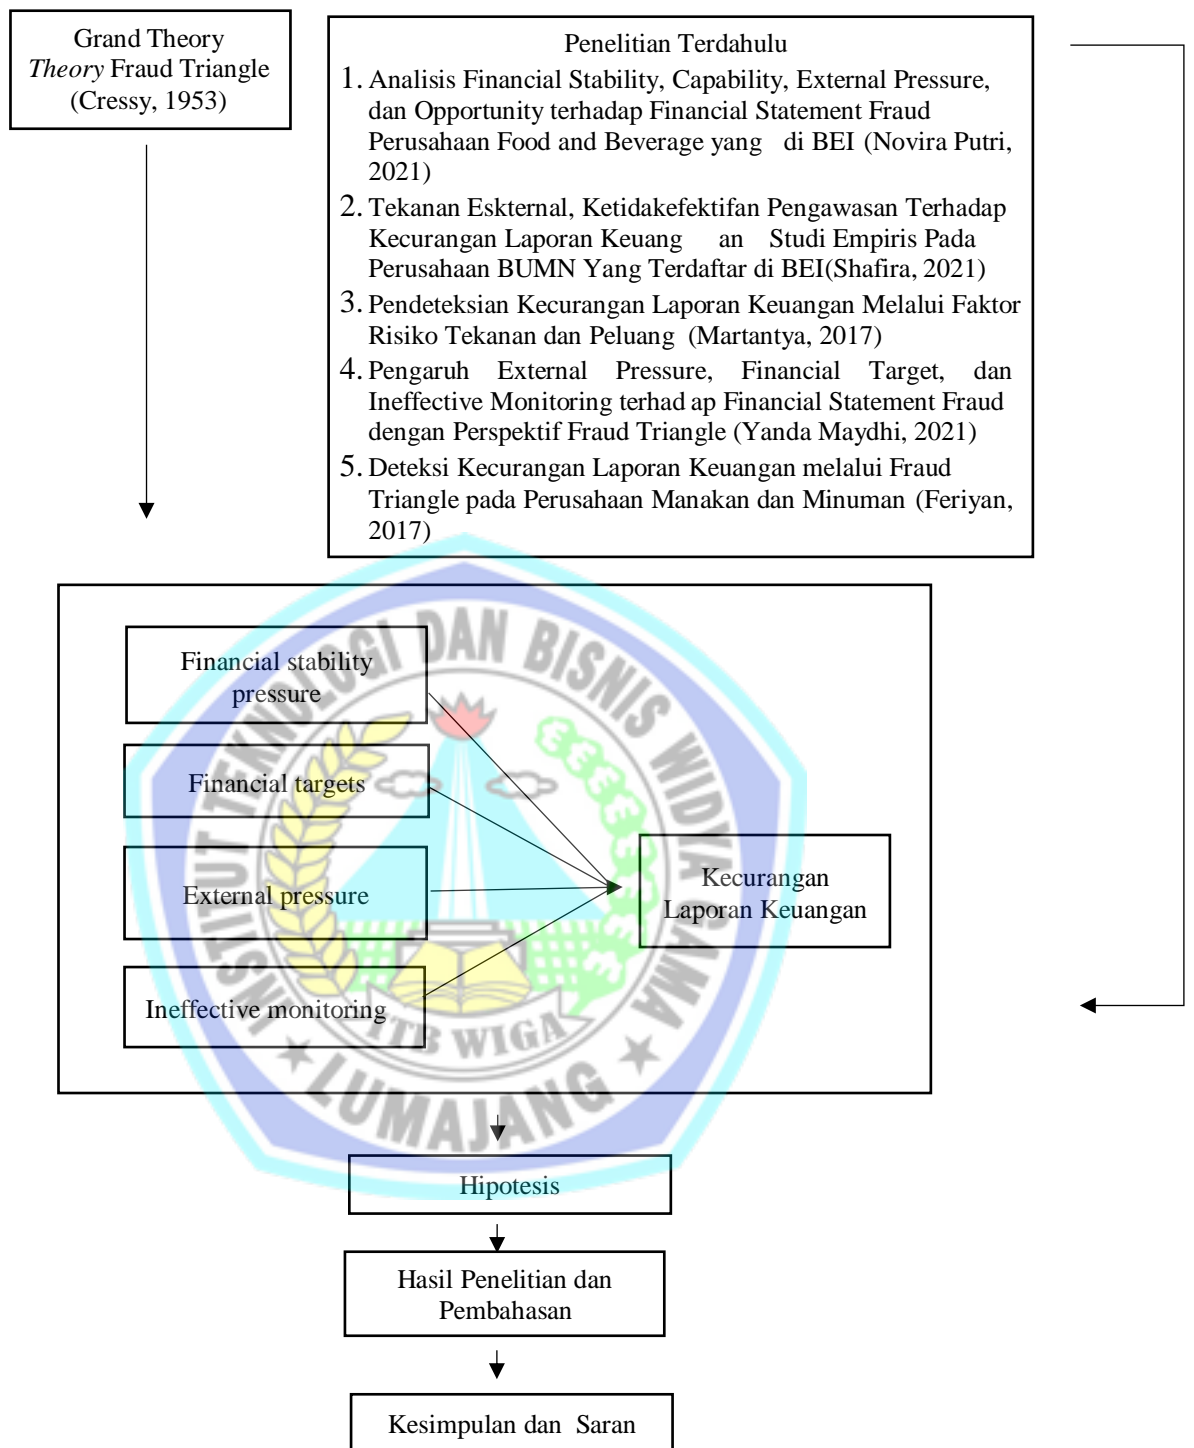 Grand Theory
Theory Fraud Triangle
(Cressy, 1953)
Penelitian Terdahulu
1. Analisis Financial Stability, Capability, External Pressure,
dan Opportunity terhadap Financial Statement Fraud
Perusahaan Food and Beverage yang di BEI (Novira Putri,
2021)
2. Tekanan Eskternal, Ketidakefektifan Pengawasan Terhadap
Kecurangan Laporan Keuang an Studi Empiris Pada
Perusahaan BUMN Yang Terdaftar di BEI(Shafira, 2021)
3. Pendeteksian Kecurangan Laporan Keuangan Melalui Faktor
Risiko Tekanan dan Peluang (Martantya, 2017)
4. Pengaruh External Pressure, Financial Target, dan
Ineffective Monitoring terhad ap Financial Statement Fraud
dengan Perspektif Fraud Triangle (Yanda Maydhi, 2021)
5. Deteksi Kecurangan Laporan Keuangan melalui Fraud
Triangle pada Perusahaan Manakan dan Minuman (Feriyan,
2017)
INSTITUT TEKNOLOGI DAN BISNIS WIDYA GAMA
LUMAJANG
ITB WIGA
Financial stability
pressure
Financial targets
External pressure
Ineffective monitoring
Kecurangan
Laporan Keuangan
Hipotesis
Hasil Penelitian dan
Pembahasan
Kesimpulan dan Saran